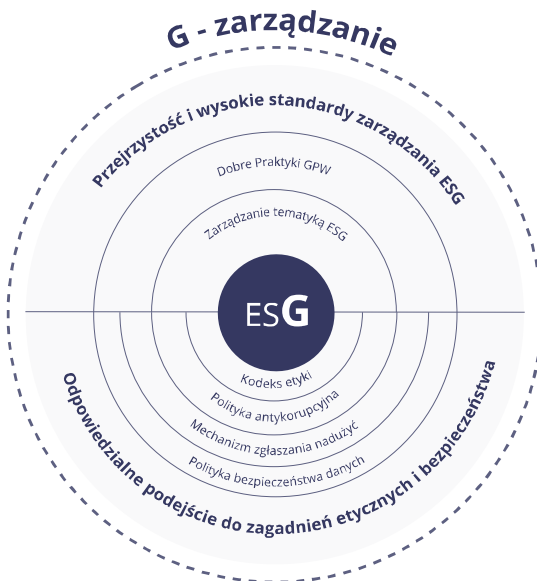 G - zarządzanie
Przejrzystość i wysokie standardy zarządzania ESG
Dobre Praktyki GPW
Zarządzanie tematyką ESG
ESG
Kodeks etyki
Polityka antykorupcyjna
Mechanizm zgłaszania nadużyć
Polityka bezpieczeństwa danych
Odpowiedzialne podejście do zagadnień etycznych i bezpieczeństwa